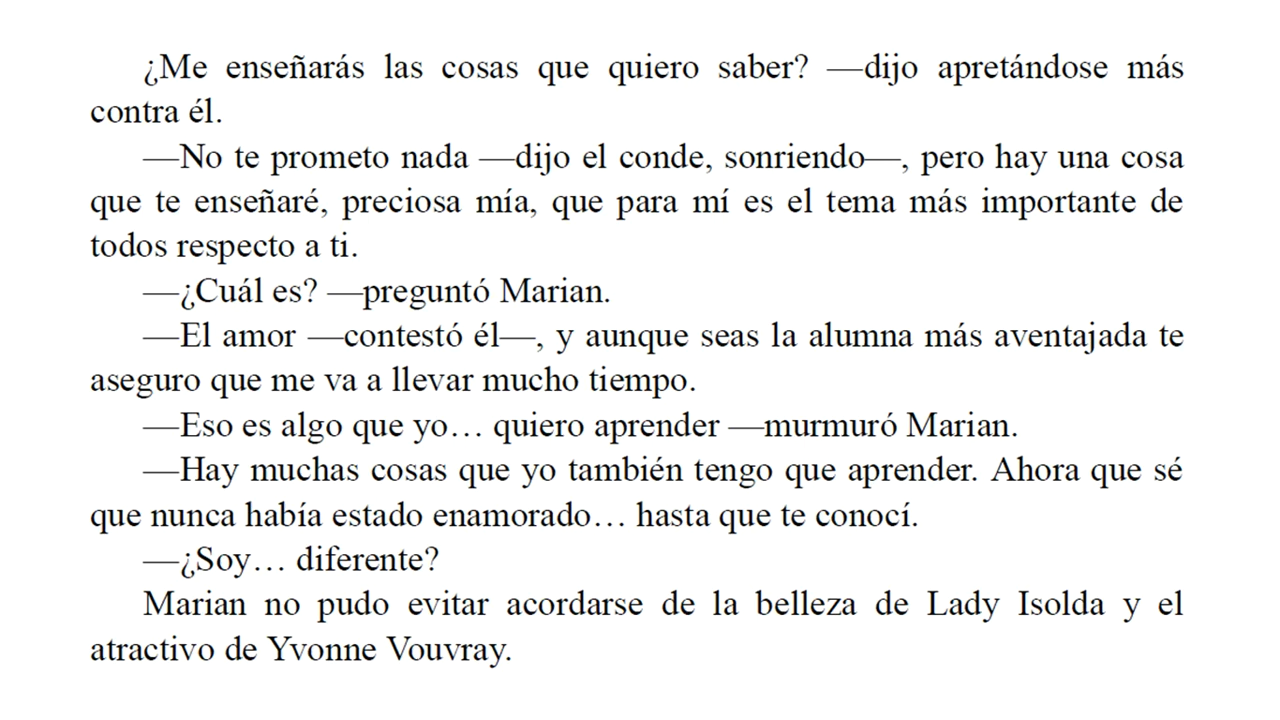 ¿Me enseñarás las cosas que quiero saber? —dijo apretándose más
contra él.
—No te prometo nada —dijo el conde, sonriendo—, pero hay una cosa
que te enseñaré, preciosa mía, que para mí es el tema más importante de
todos respecto a ti.
—¿Cuál es? —preguntó Marian.
—El amor —contestó él—, y aunque seas la alumna más aventajada te
aseguro que me va a llevar mucho tiempo.
—Eso es algo que yo… quiero aprender —murmuró Marian.
—Hay muchas cosas que yo también tengo que aprender. Ahora que sé
que nunca había estado enamorado… hasta que te conocí.
—¿Soy… diferente?
Marian no pudo evitar acordarse de la belleza de Lady Isolda y el
atractivo de Yvonne Vouvray.